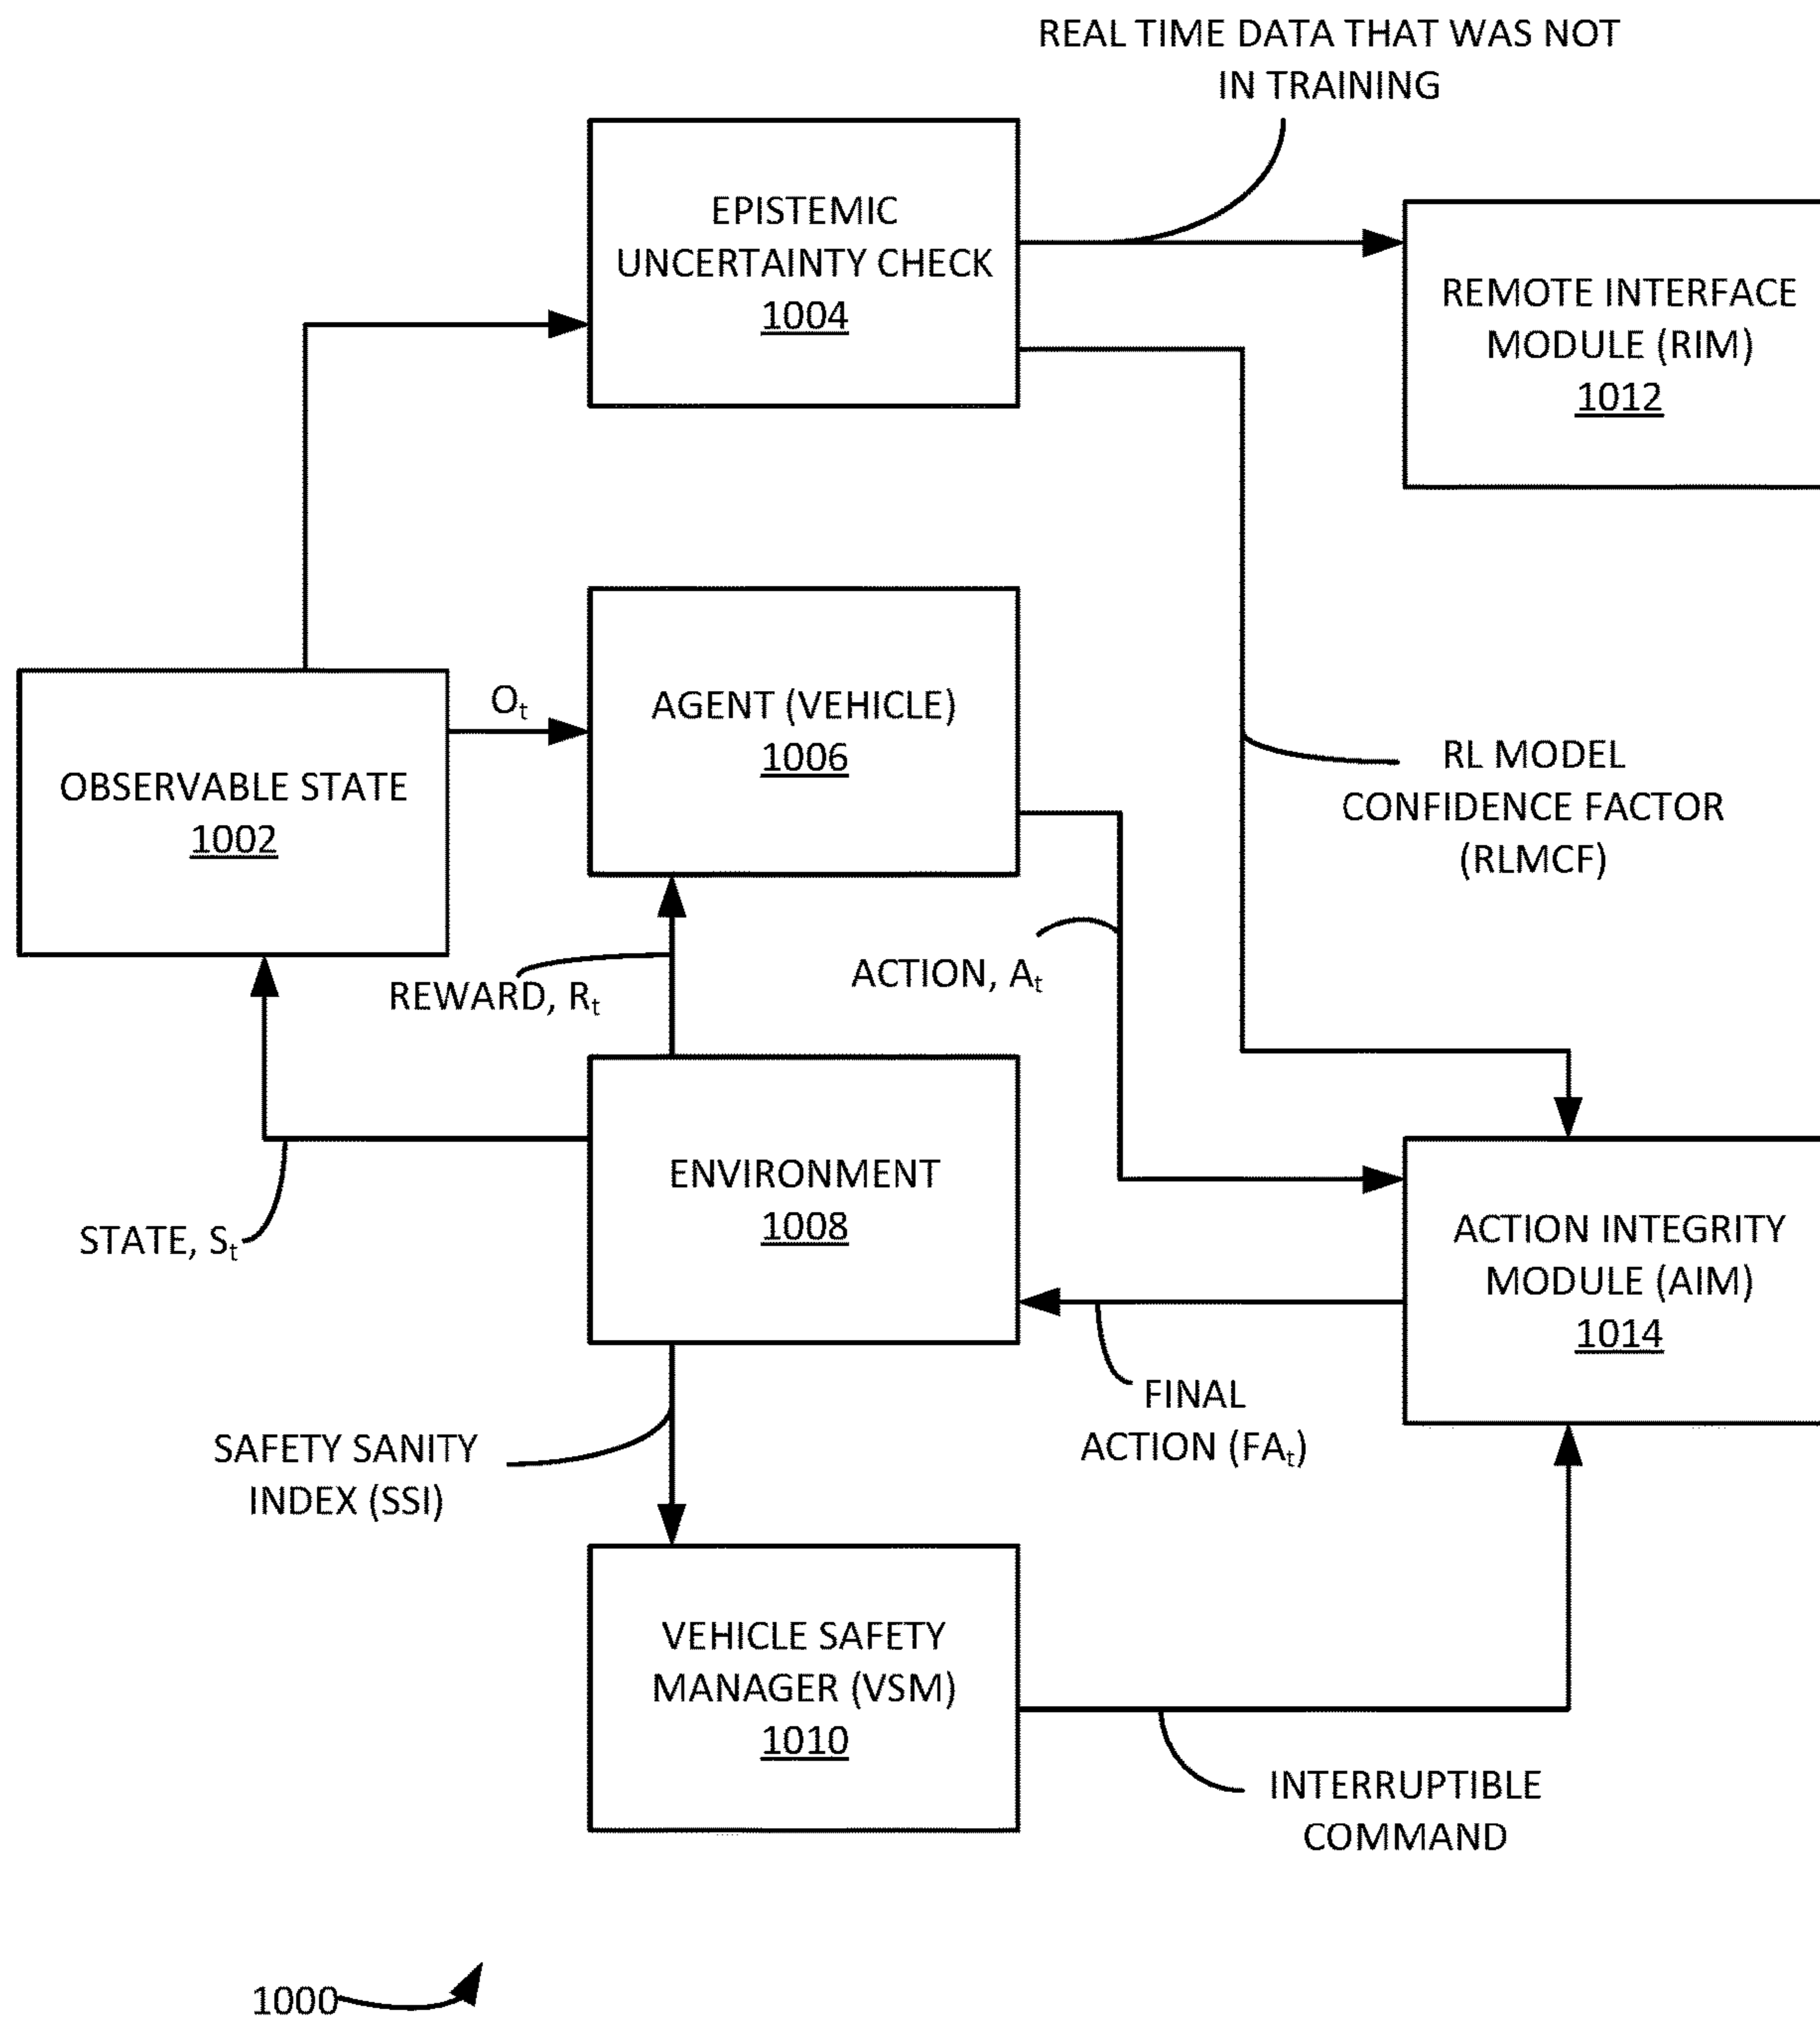 REAL TIME DATA THAT WAS NOT
IN TRAINING
EPISTEMIC
UNCERTAINTY CHECK
1004
REMOTE INTERFACE
MODULE (RIM)
1012
OBSERVABLE STATE
1002
Ot
AGENT (VEHICLE)
1006
RL MODEL
CONFIDENCE FACTOR
(RLMCF)
REWARD, Rt
ACTION, At
STATE, St
ENVIRONMENT
1008
ACTION INTEGRITY
MODULE (AIM)
1014
FINAL
ACTION (FAt)
SAFETY SANITY
INDEX (SSI)
VEHICLE SAFETY
MANAGER (VSM)
1010
INTERRUPTIBLE
COMMAND
1000